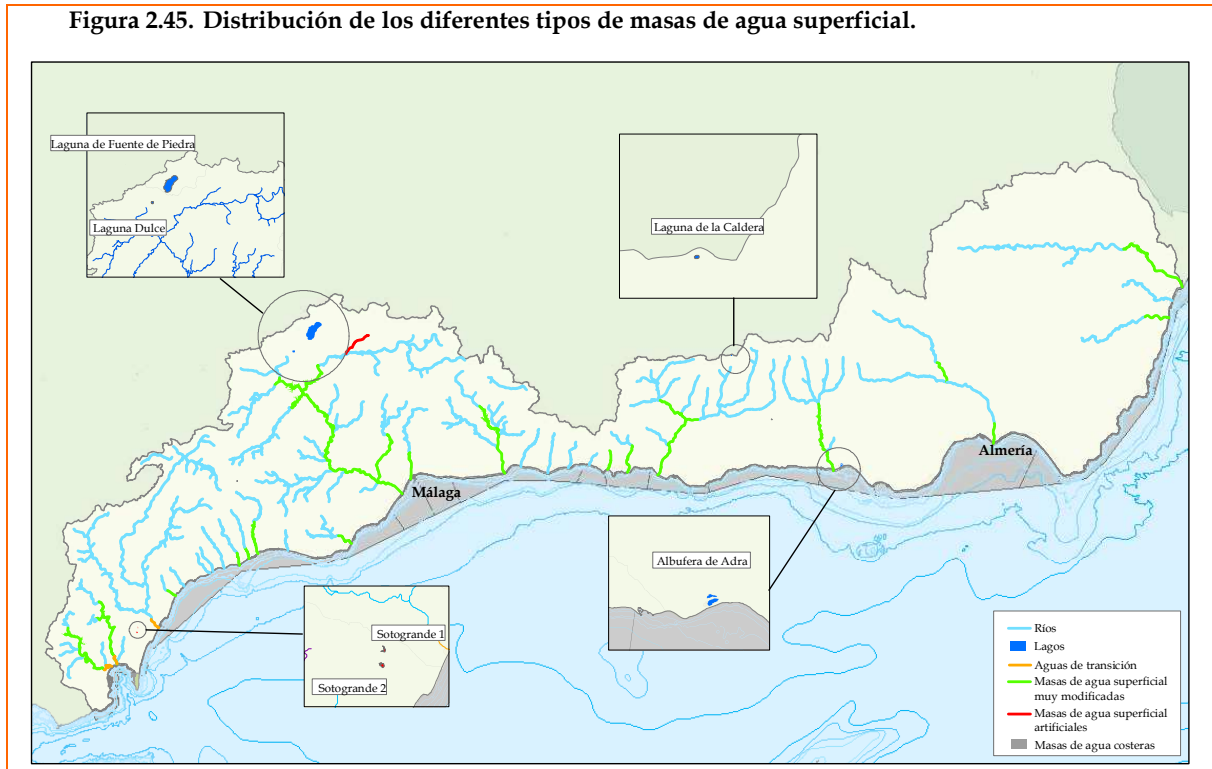 Figura 2.45. Distribución de los diferentes tipos de masas de agua superficial.
Laguna de Fuente de Piedra
Laguna Dulce
Laguna de la Caldera
Almería
Málaga
Albufera de Adra
Sotogrande 1
Sotogrande 2
Ríos
Lagos
Aguas de transición
Masas de agua superficial
muy modificadas
Masas de agua superficial
artificiales
Masas de agua costeras